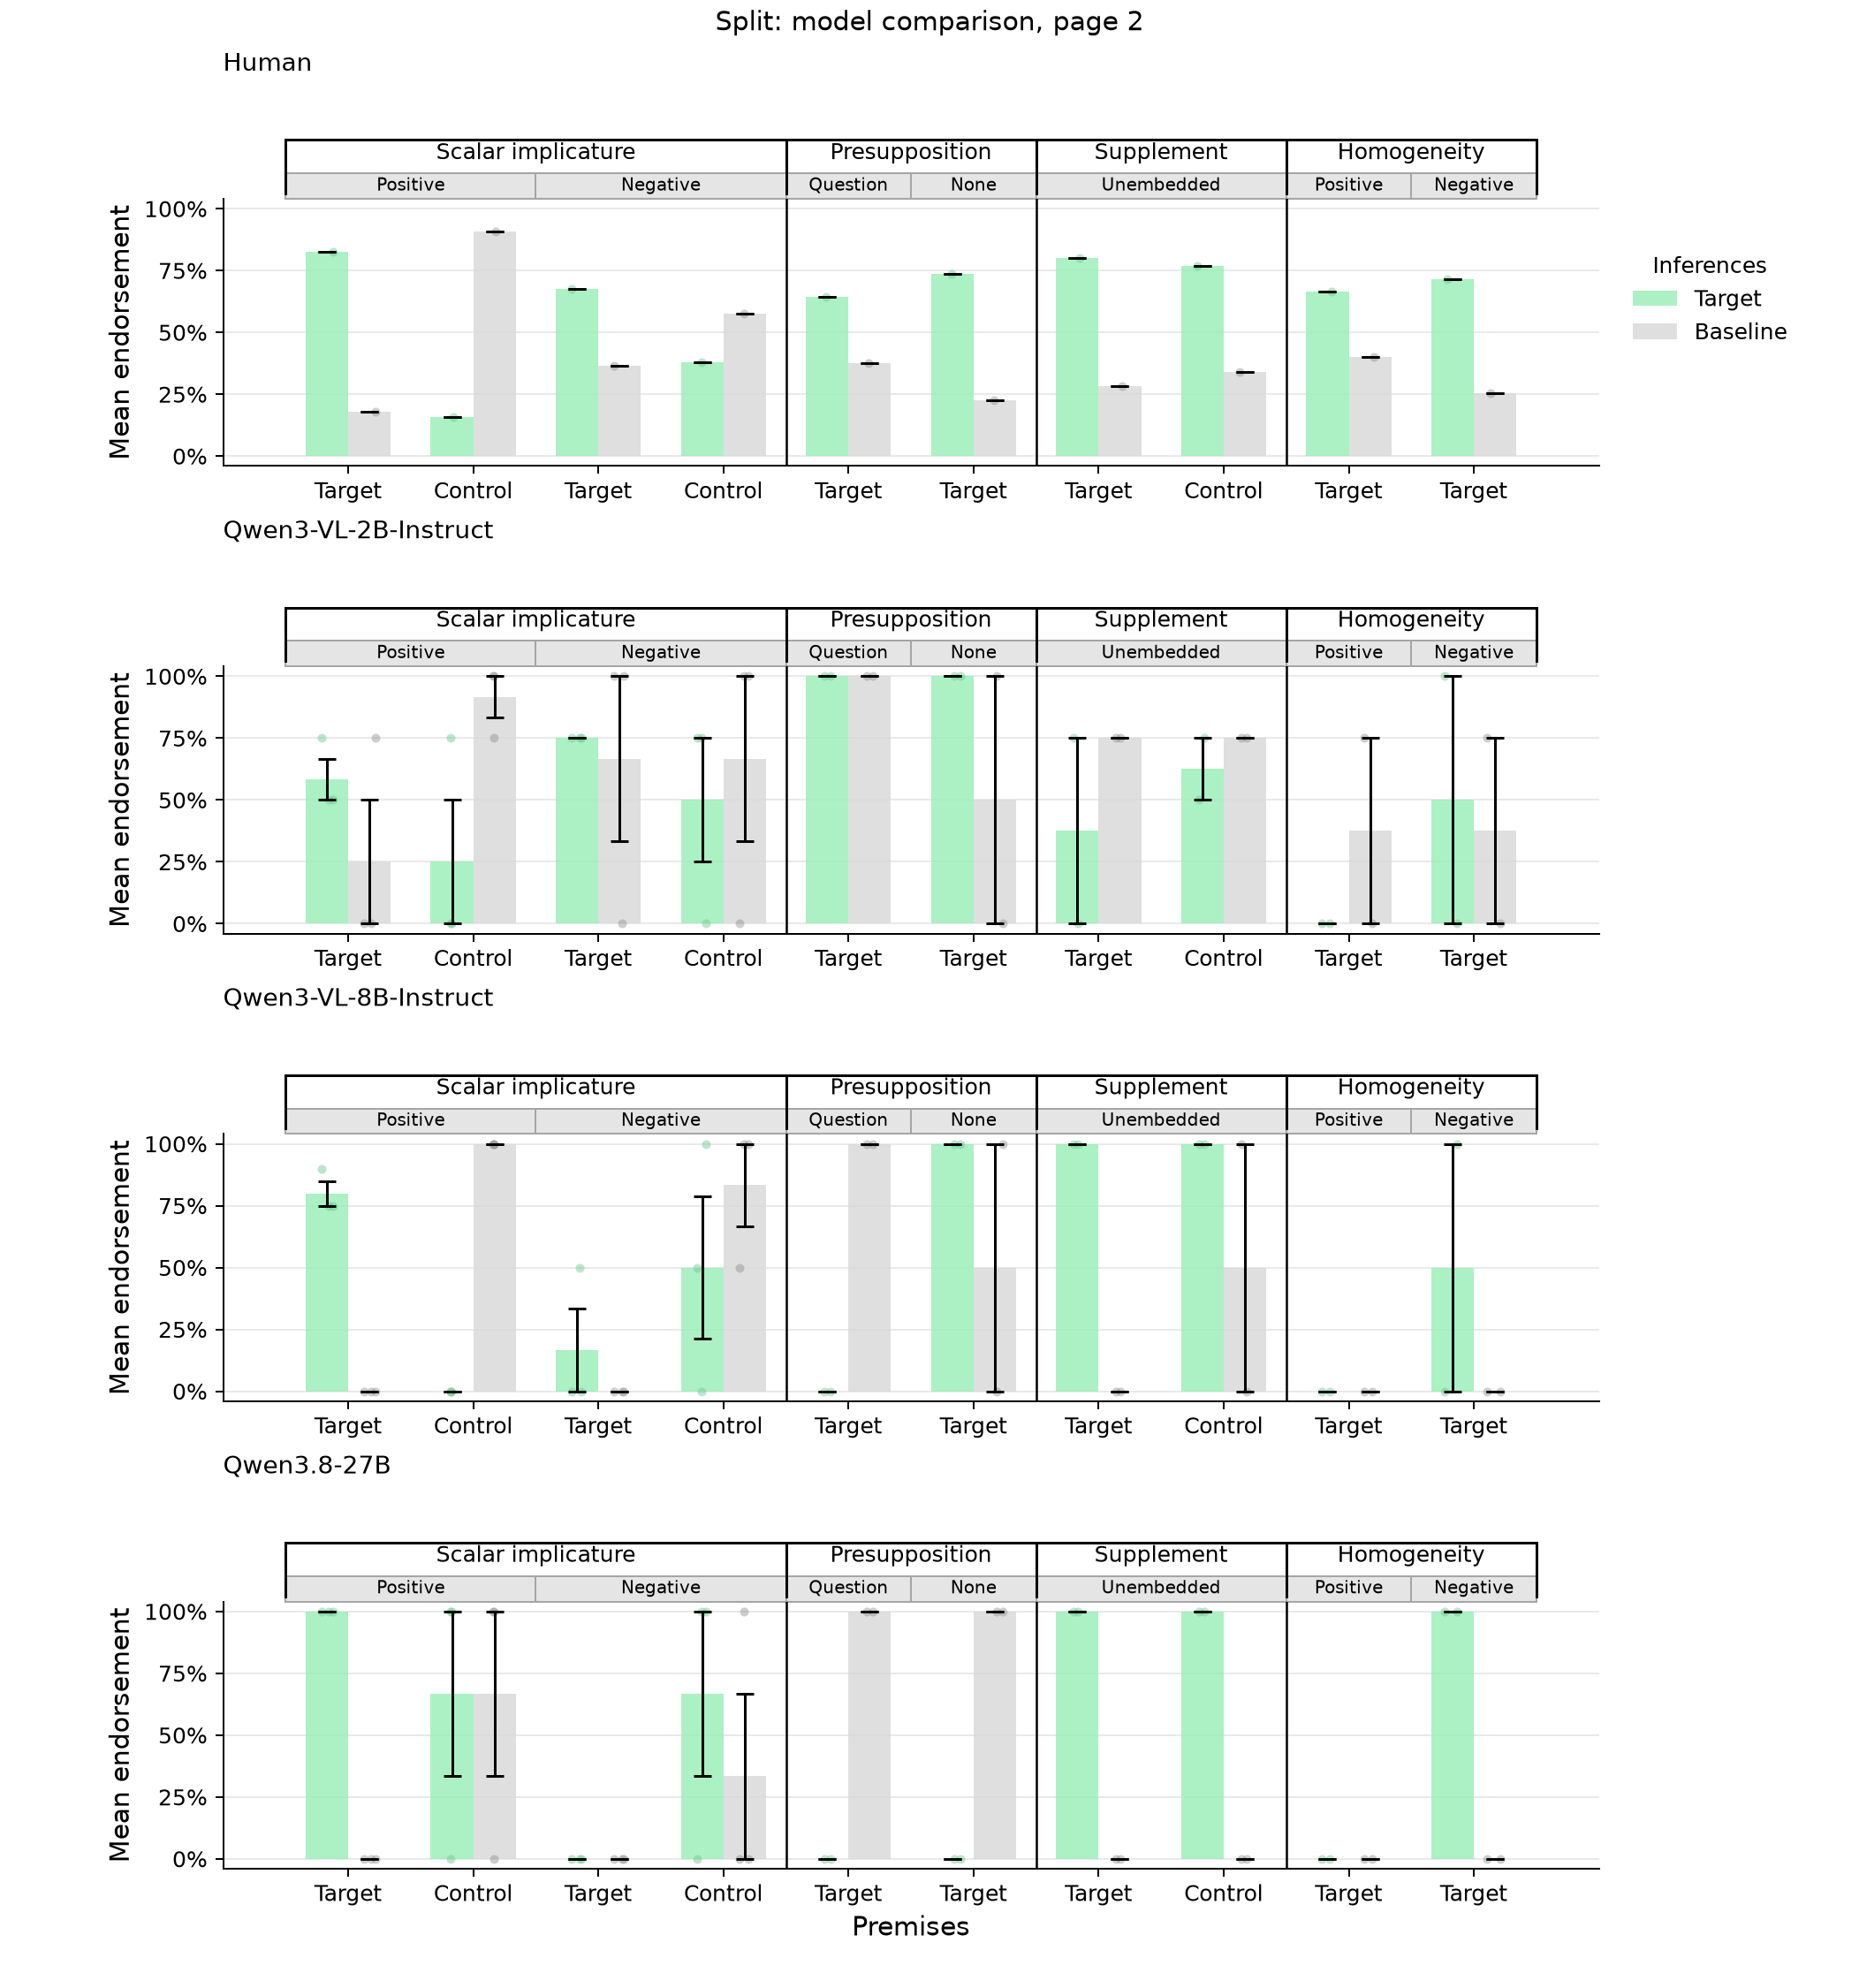 Split: model comparison, page 2
Human
Scalar implicature Presupposition Supplement Homogeneity
Positive Negative Question None Unembedded Positive Negative
Mean endorsement
100%
75%
50%
25%
0%
Target Control Target Control Target Target Target Control Target Target
Inferences
Target
Baseline
Qwen3-VL-2B-Instruct
Scalar implicature Presupposition Supplement Homogeneity
Positive Negative Question None Unembedded Positive Negative
Mean endorsement
100%
75%
50%
25%
0%
Target Control Target Control Target Target Target Control Target Target
Qwen3-VL-8B-Instruct
Scalar implicature Presupposition Supplement Homogeneity
Positive Negative Question None Unembedded Positive Negative
Mean endorsement
100%
75%
50%
25%
0%
Target Control Target Control Target Target Target Control Target Target
Qwen3.8-27B
Scalar implicature Presupposition Supplement Homogeneity
Positive Negative Question None Unembedded Positive Negative
Mean endorsement
100%
75%
50%
25%
0%
Target Control Target Control Target Target Target Control Target Target
Premises